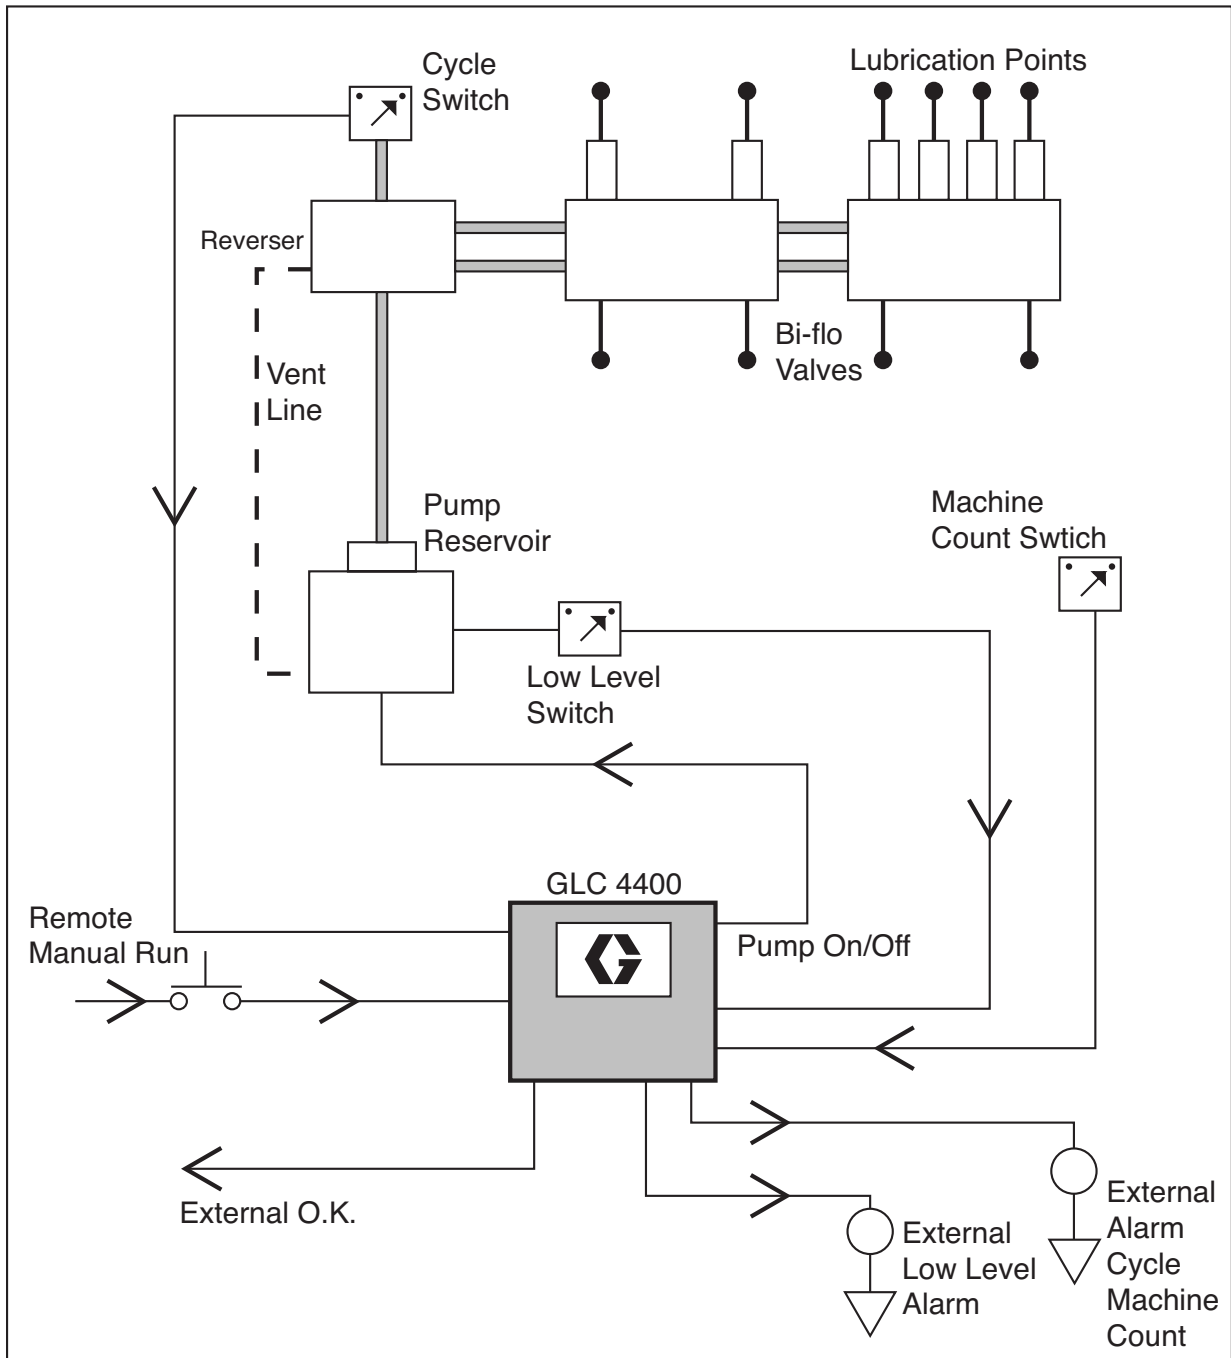 Cycle
Switch
Lubrication Points
Reverser
Bi-flo
Valves
Vent
Line
Pump
Reservoir
Machine
Count Swtich
Low Level
Switch
GLC 4400
Remote
Manual Run
Pump On/Off
External O.K.
External
Low Level
Alarm
External
Alarm
Cycle
Machine
Count